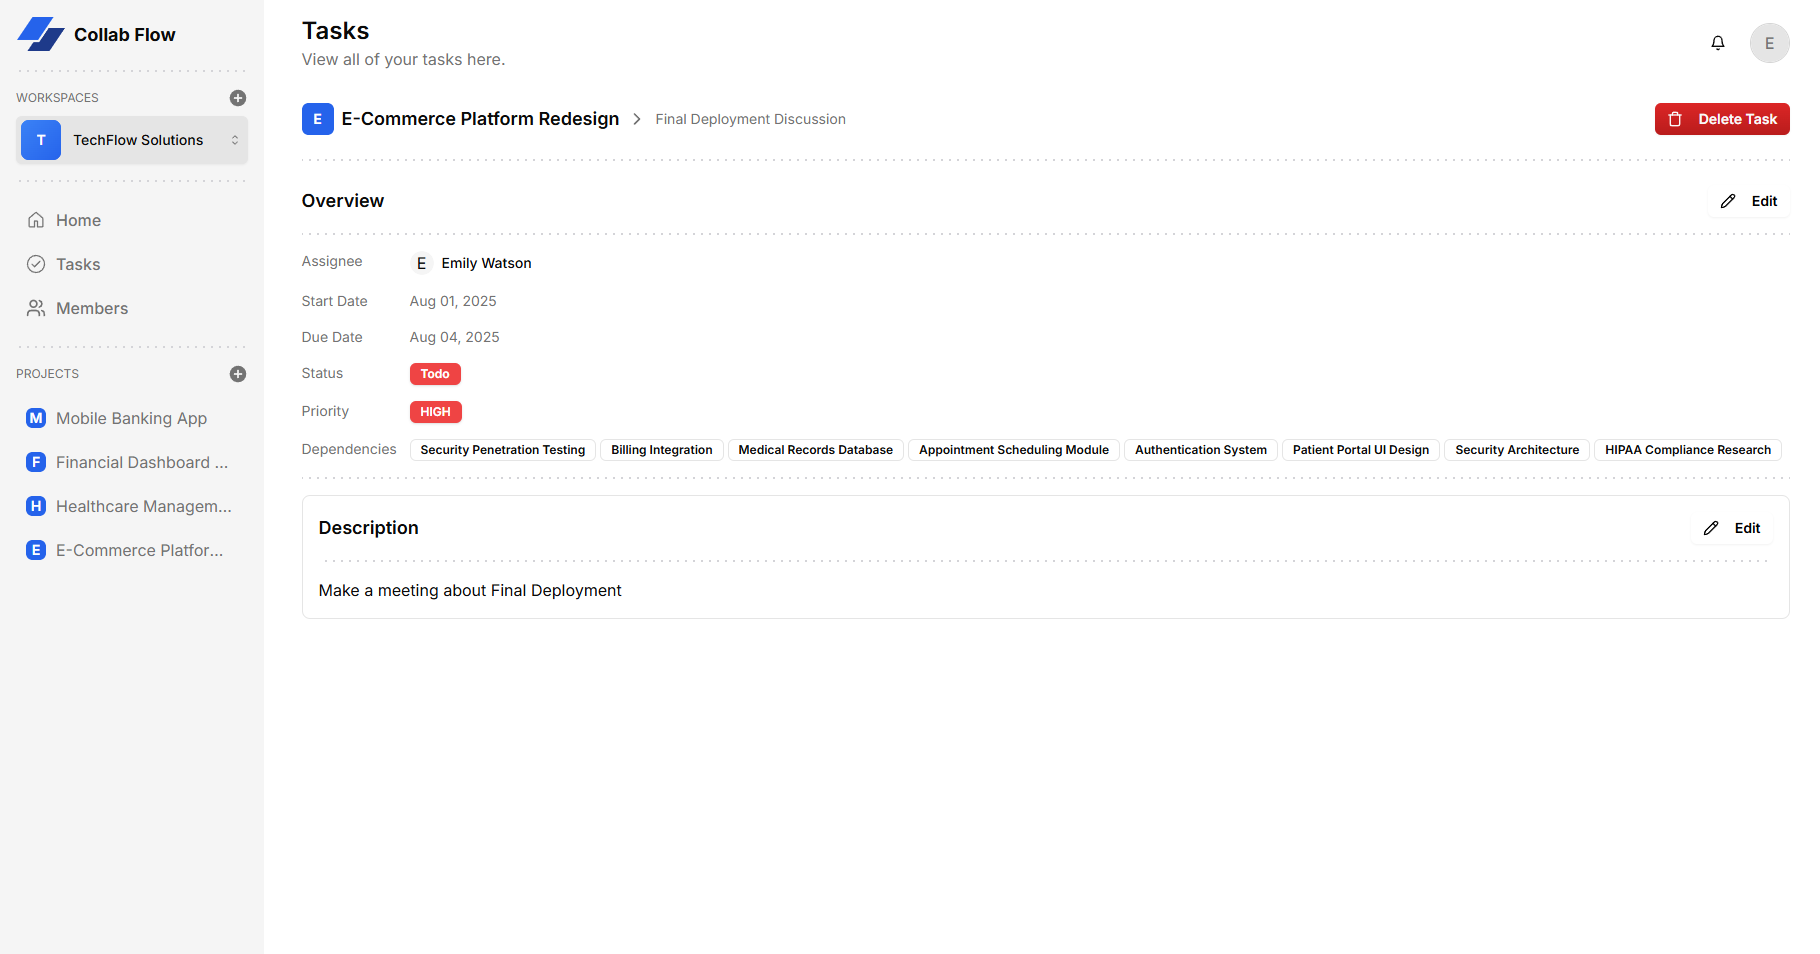 Collab Flow
WORKSPACES
T
TechFlow Solutions
Home
Tasks
Members
PROJECTS
M Mobile Banking App
F Financial Dashboard ...
H Healthcare Managem...
E E-Commerce Platfor...
Tasks
View all of your tasks here.
E
E E-Commerce Platform Redesign > Final Deployment Discussion
Delete Task
Overview
Edit
Assignee E Emily Watson
Start Date Aug 01, 2025
Due Date Aug 04, 2025
Status Todo
Priority HIGH
Dependencies Security Penetration Testing Billing Integration Medical Records Database Appointment Scheduling Module Authentication System Patient Portal UI Design Security Architecture HIPAA Compliance Research
Description
Edit
Make a meeting about Final Deployment